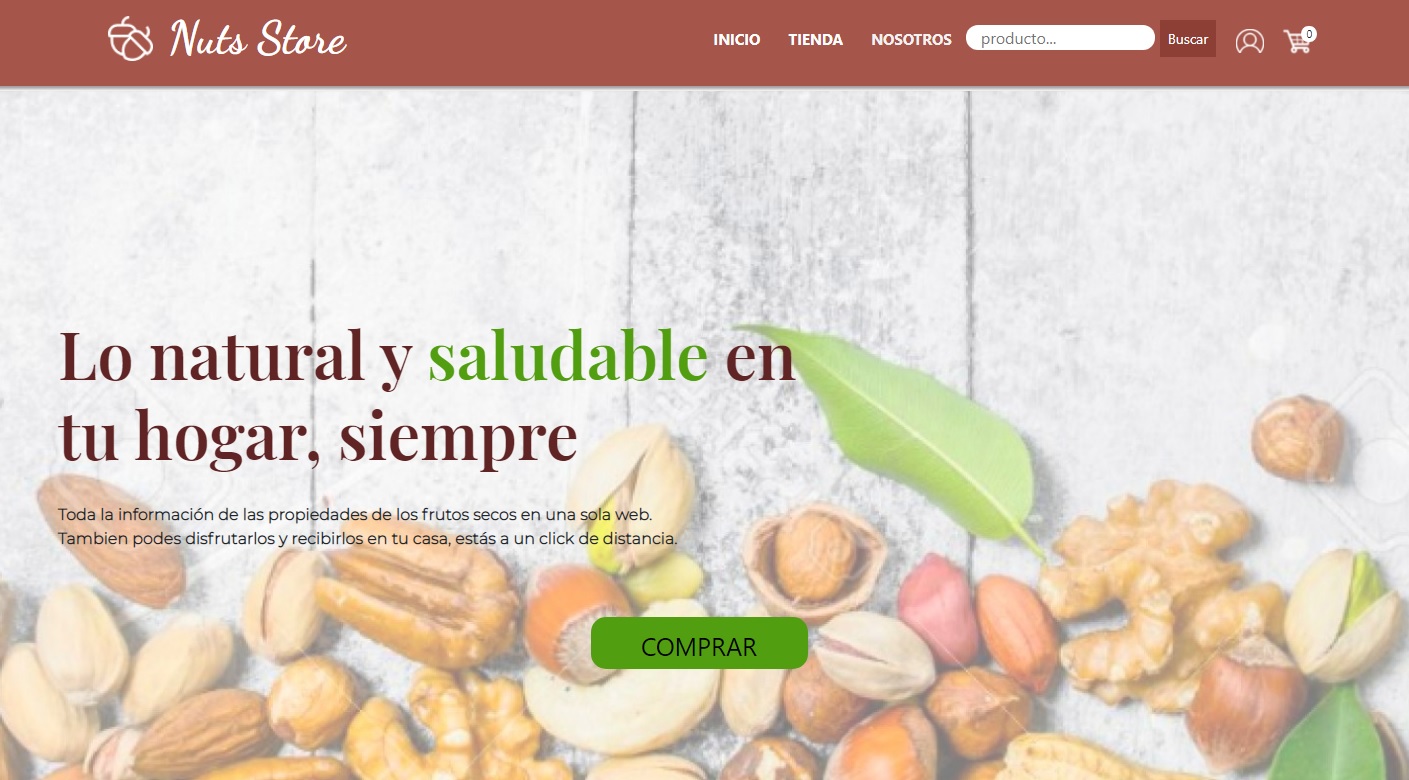 Nuts Store
INICIO
TIENDA
NOSOTROS
producto...
Buscar
0
Lo natural y saludable en
tu hogar, siempre
Toda la información de las propiedades de los frutos secos en una sola web.
Tambien podes disfrutarlos y recibirlos en tu casa, estás a un click de distancia.
COMPRAR